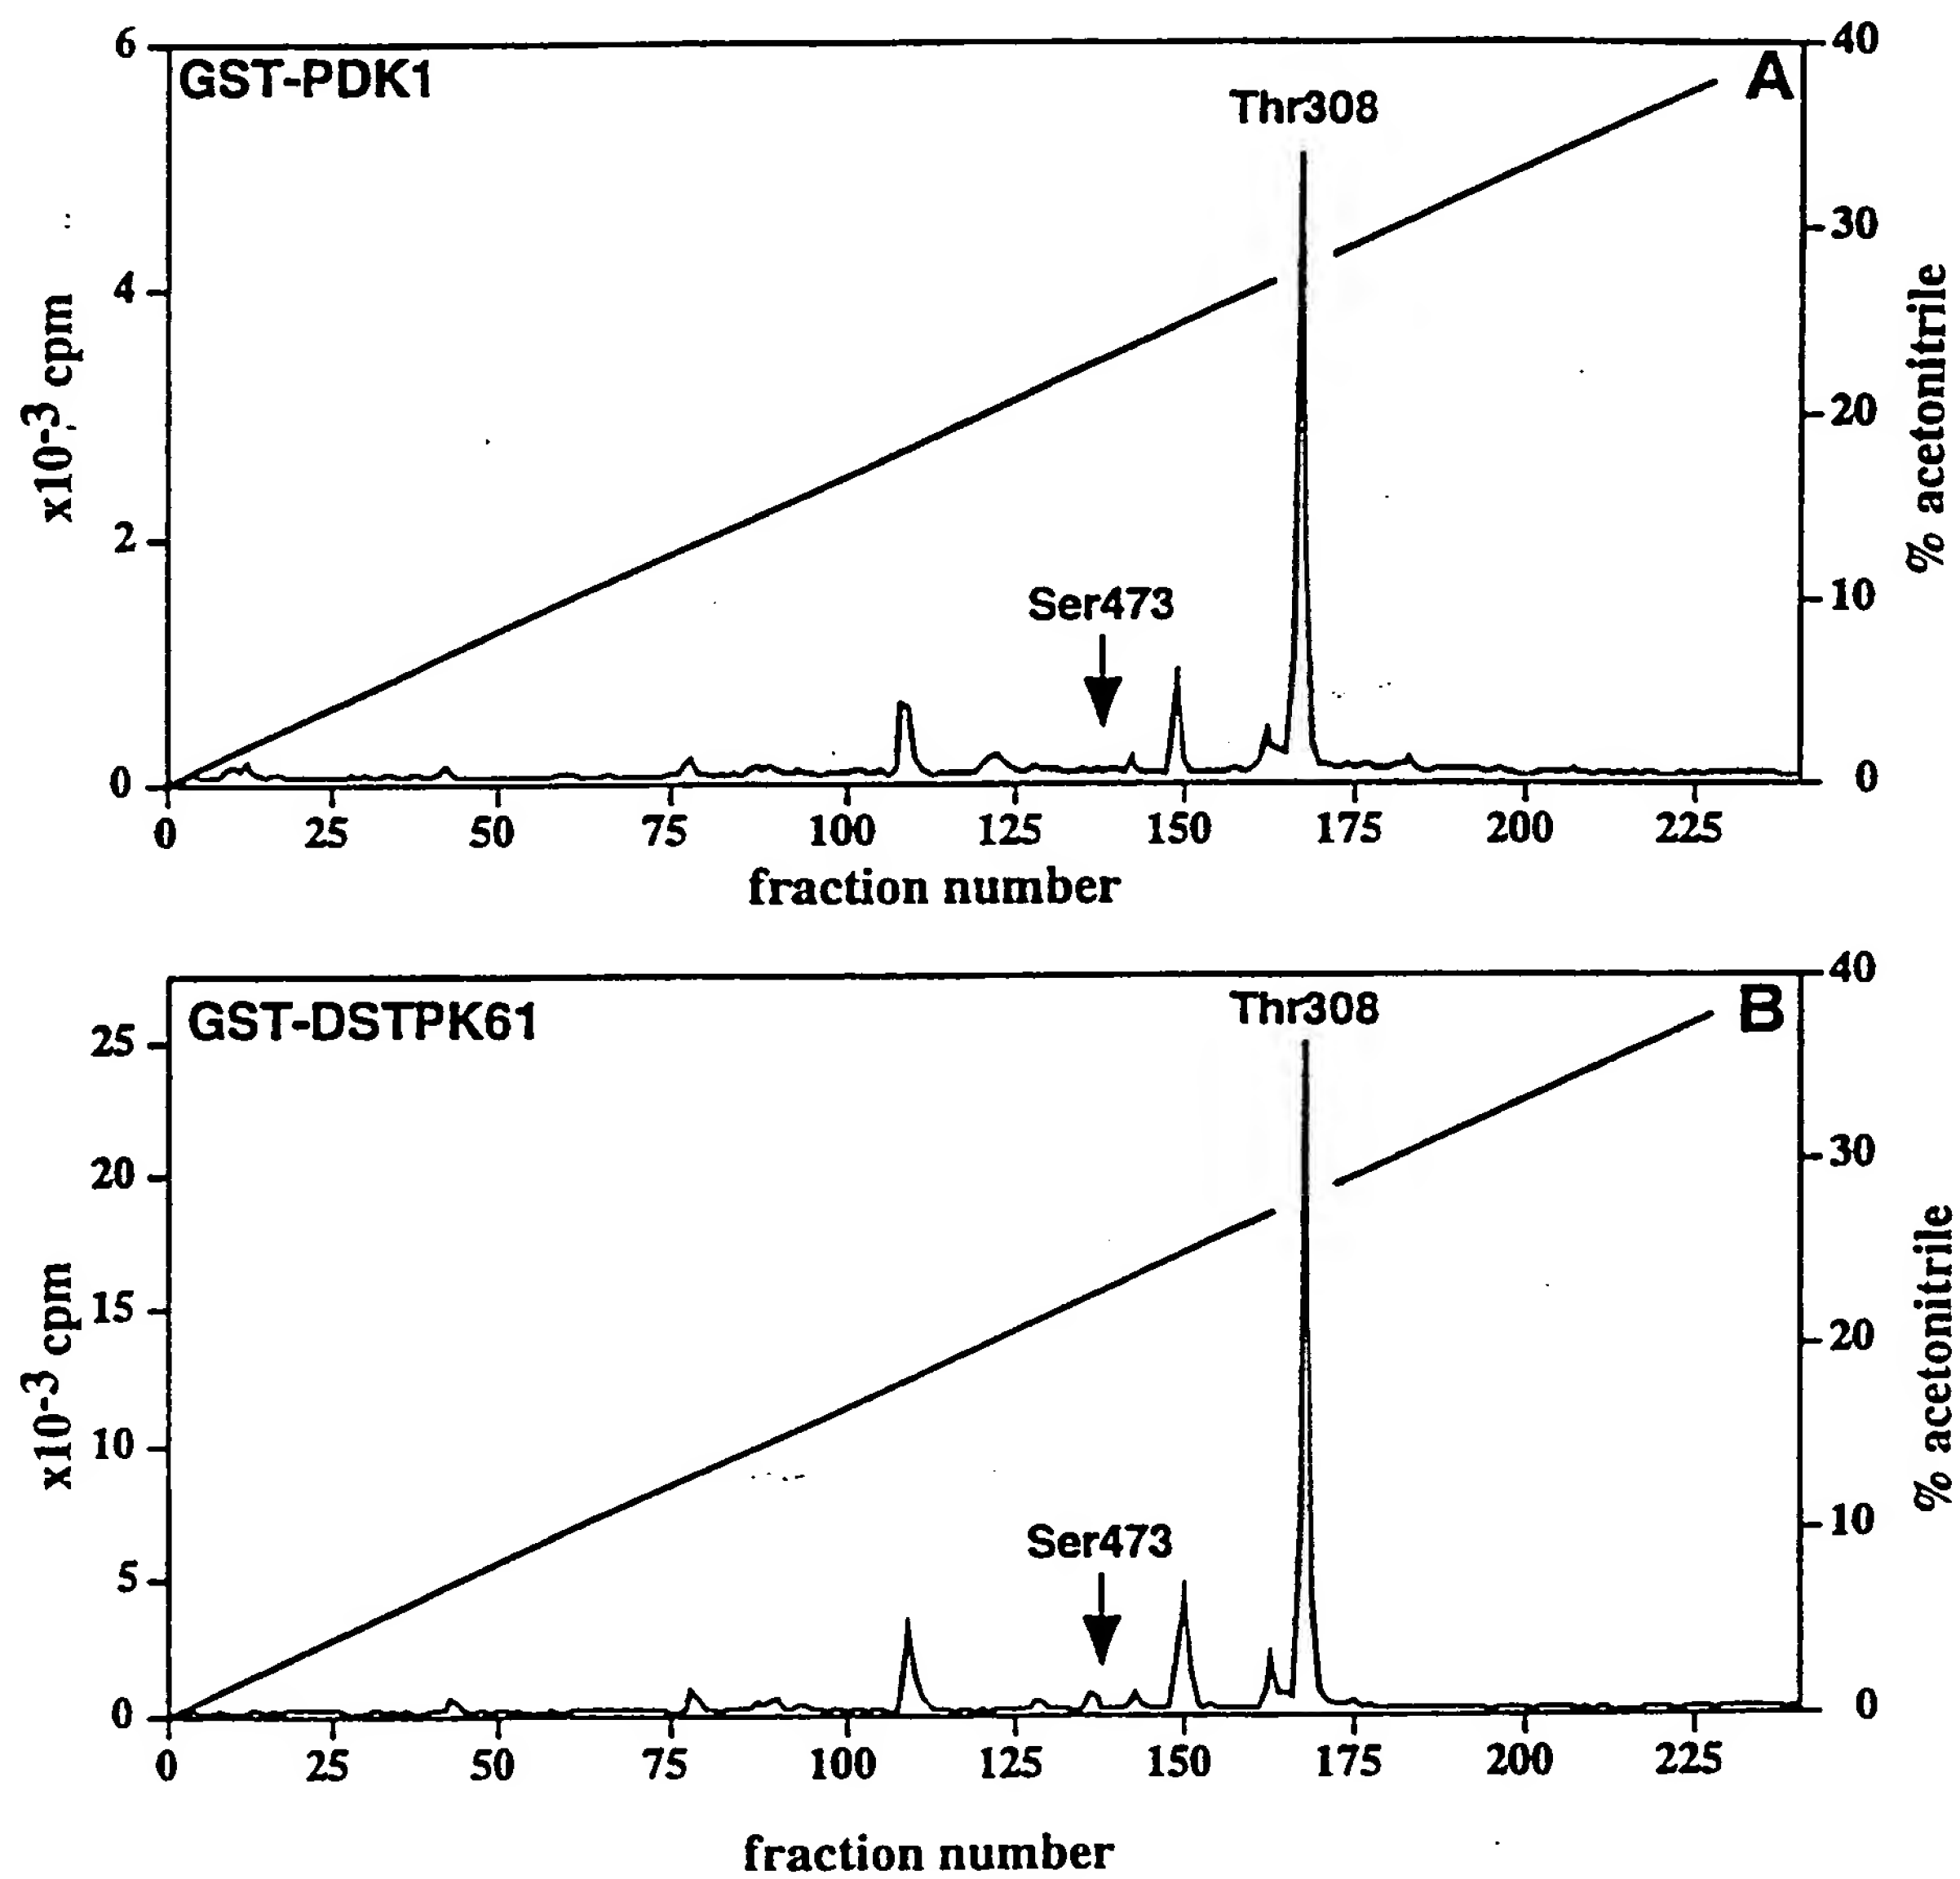 6
40
GST-PDK1
A
Thr308
30
4
x10-3 cpm
% acetonitrile
20
2
Ser473
10
0
0
0 25 50 75 100 125 150 175 200 225
fraction number
40
GST-DSTPK61
Thr308
B
25
30
20
x10-3 cpm
% acetonitrile
15
20
10
Ser473
10
5
0
0
0 25 50 75 100 125 150 175 200 225
fraction number